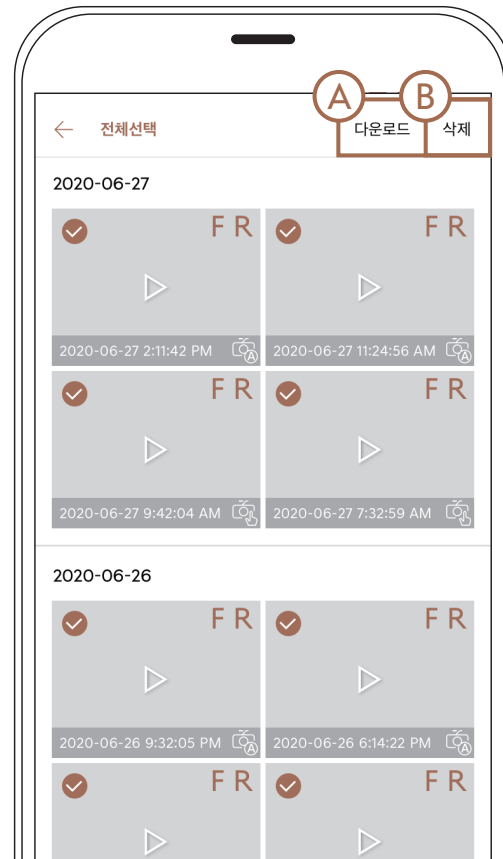 A B
← 전체선택 다운로드 삭제
2020-06-27
F R F R
2020-06-27 2:11:42 PM A 2020-06-27 11:24:56 AM A
F R F R
2020-06-27 9:42:04 AM 2020-06-27 7:32:59 AM
2020-06-26
F R F R
2020-06-26 9:32:05 PM A 2020-06-26 6:14:22 PM A
F R F R